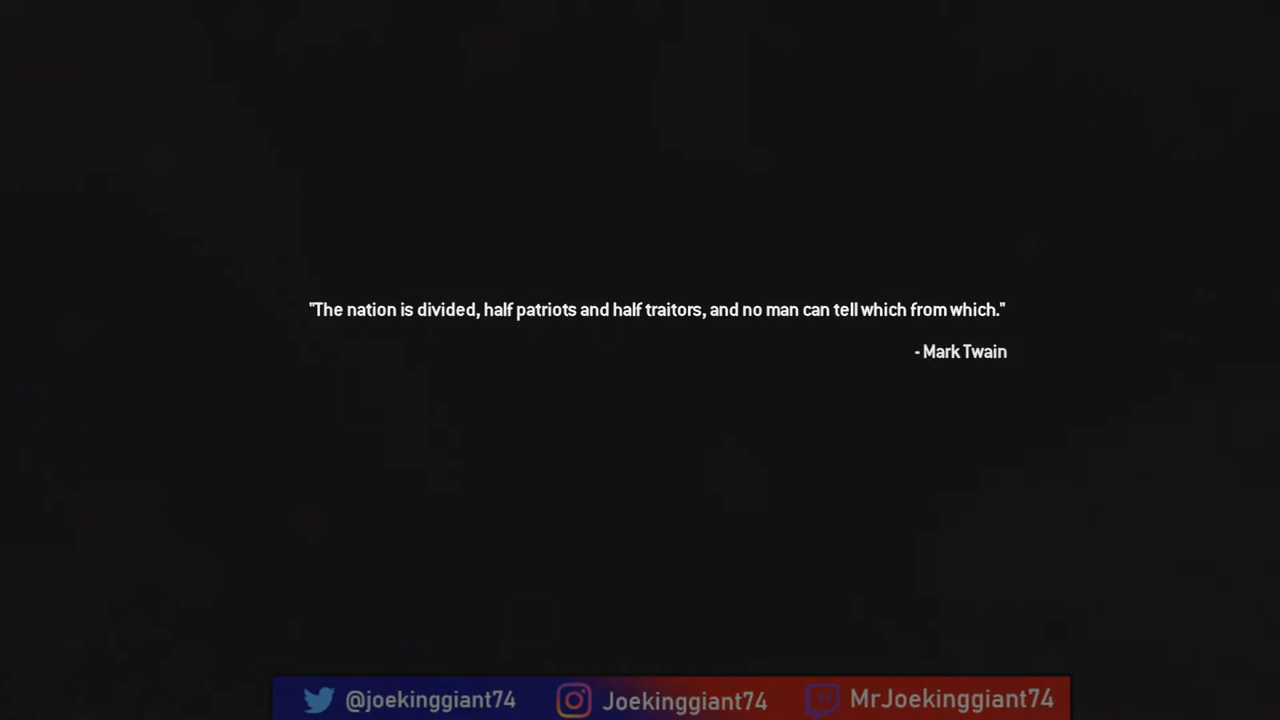 "The nation is divided, half patriots and half traitors, and no man can tell which from which."
- Mark Twain
@joekinggiant74 Joekinggiant74 MrJoekinggiant74